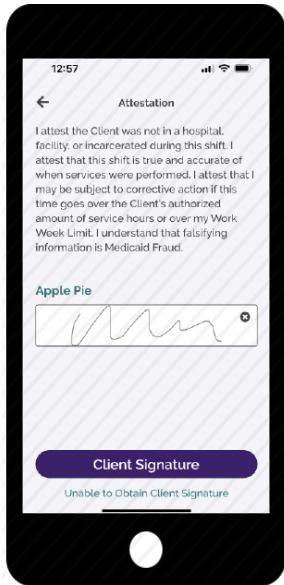 12:57
Attestation
I attest the Client was not in a hospital,
facility, or incarcerated during this shift. I
attest that this shift is true and accurate of
when services were performed. I attest that I
may be subject to corrective action if this
time goes over the Client's authorized
amount of service hours or over my Work
Week Limit. I understand that falsifying
information is Medicaid Fraud.
Apple Pie
Client Signature
Unable to Obtain Client Signature